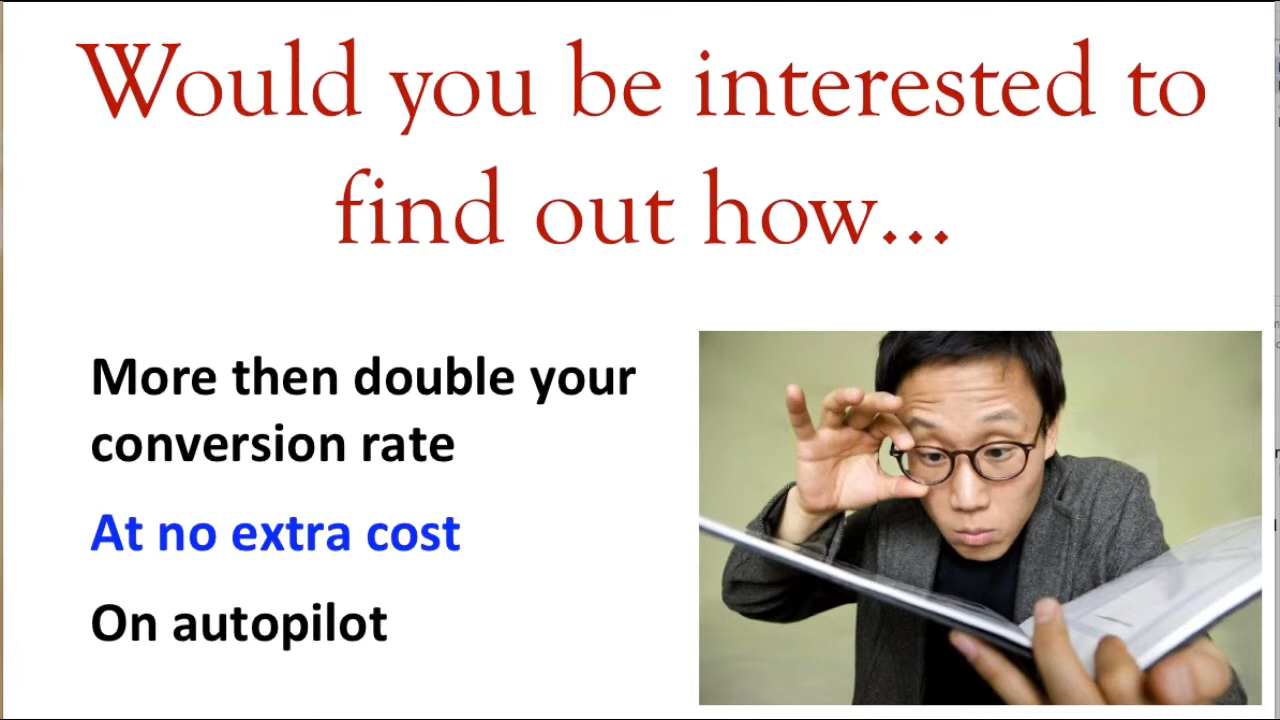 Would you be interested to
find out how...
More then double your
conversion rate
At no extra cost
On autopilot